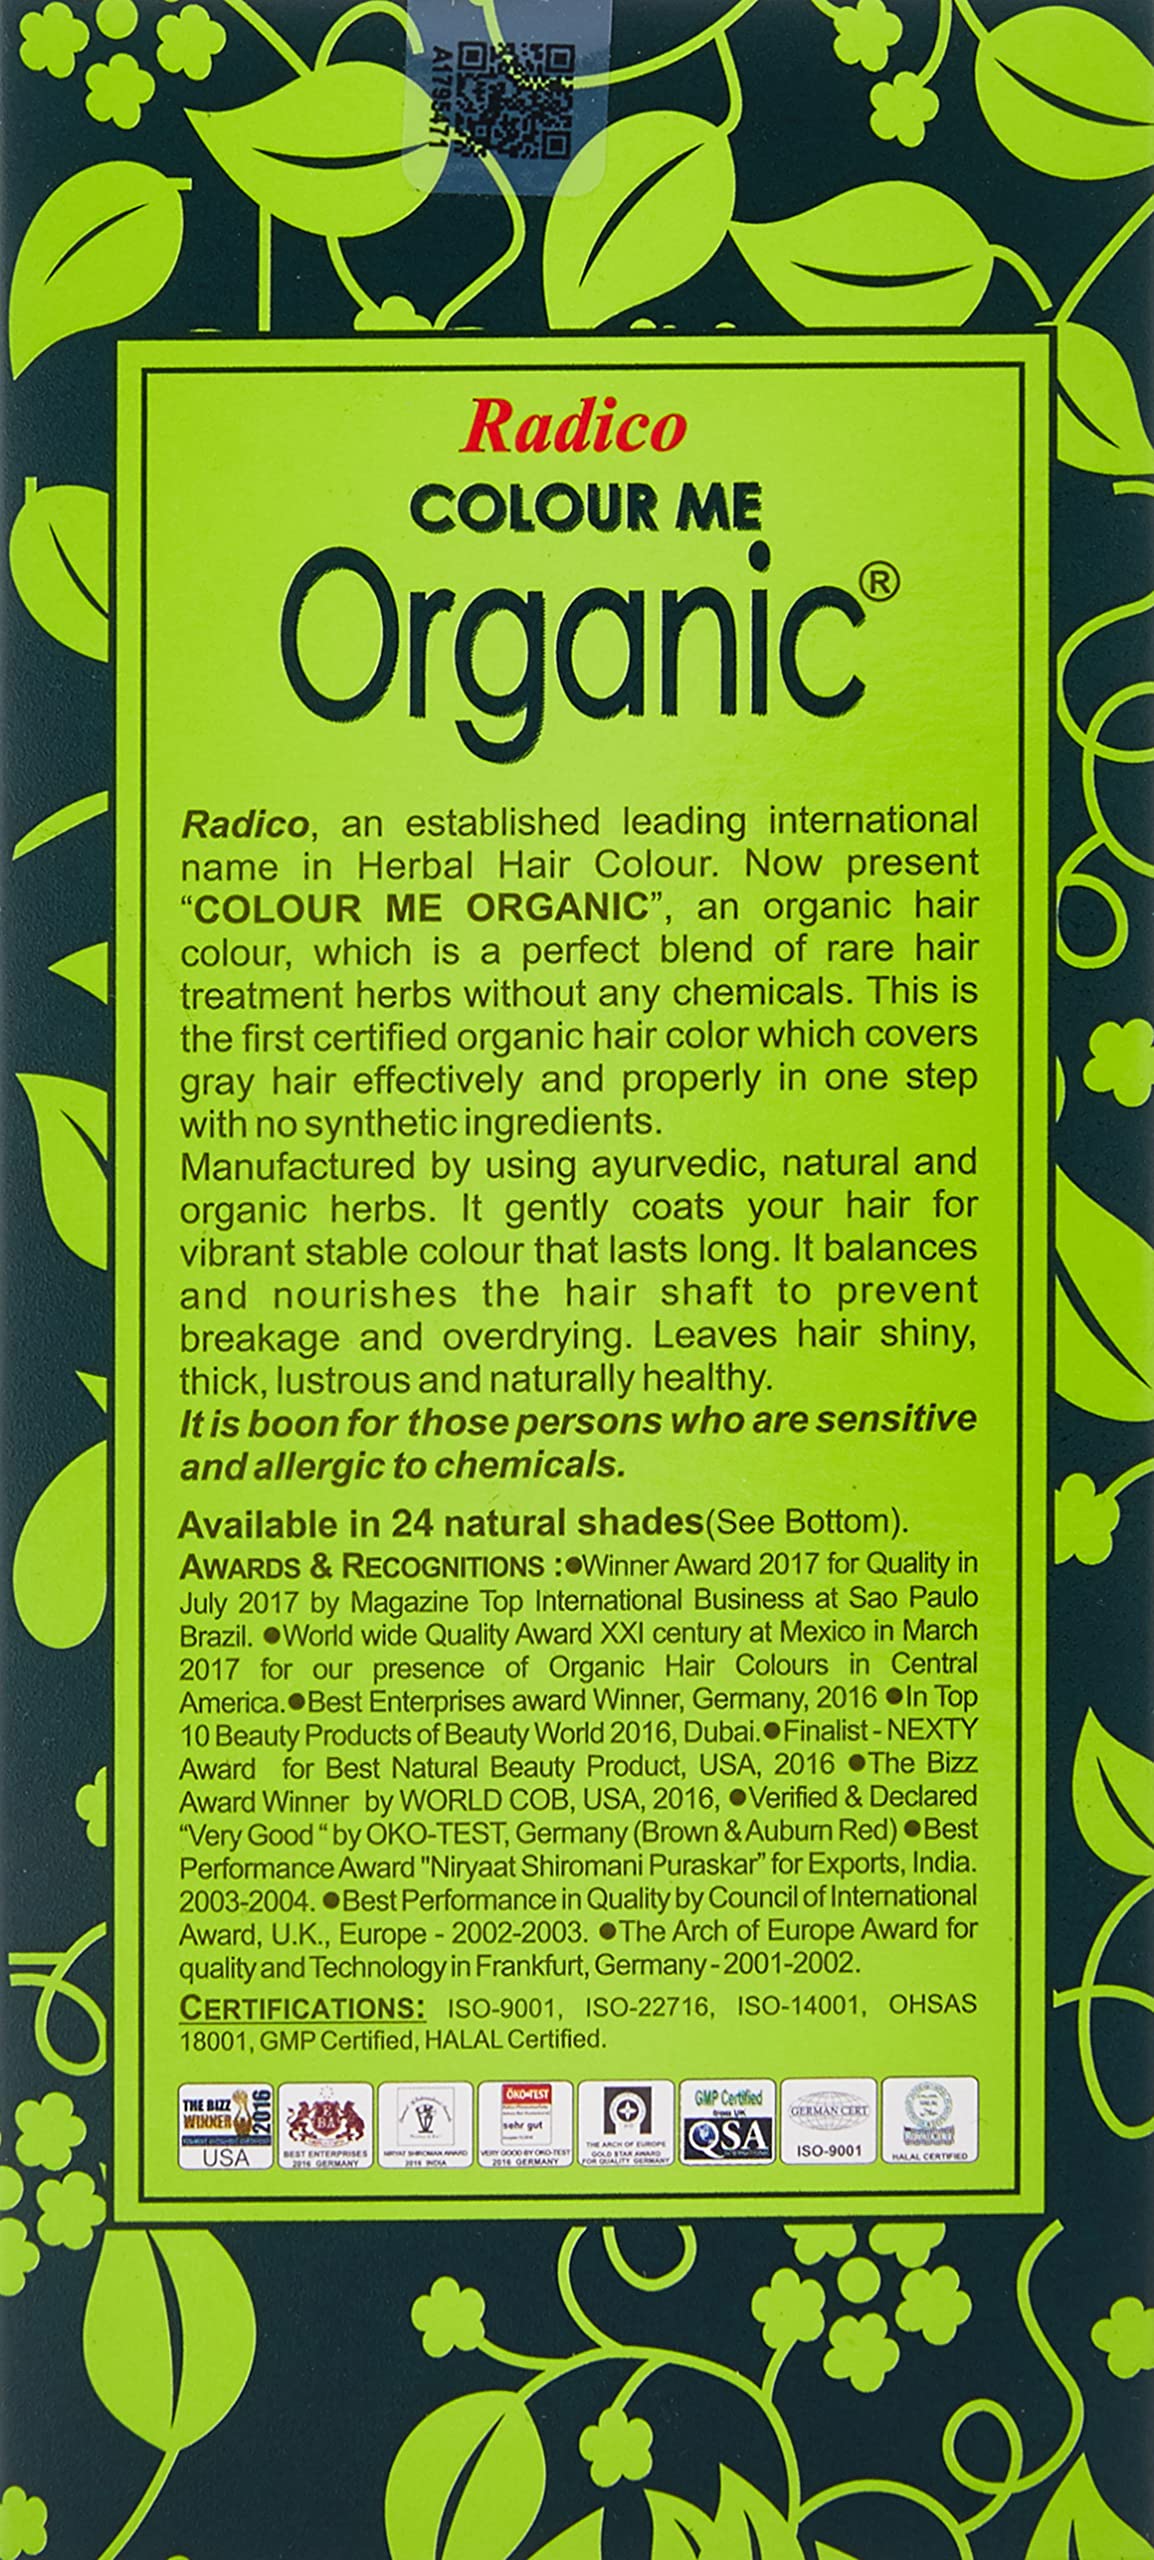 A1795471
Radico
COLOUR ME
Organic®
Radico, an established leading international
name in Herbal Hair Colour. Now present
“COLOUR ME ORGANIC”, an organic hair
colour, which is a perfect blend of rare hair
treatment herbs without any chemicals. This is
the first certified organic hair color which covers
gray hair effectively and properly in one step
with no synthetic ingredients.
Manufactured by using ayurvedic, natural and
organic herbs. It gently coats your hair for
vibrant stable colour that lasts long. It balances
and nourishes the hair shaft to prevent
breakage and overdrying. Leaves hair shiny,
thick, lustrous and naturally healthy.
It is boon for those persons who are sensitive
and allergic to chemicals.
Available in 24 natural shades(See Bottom).
AWARDS & RECOGNITIONS :●Winner Award 2017 for Quality in
July 2017 by Magazine Top International Business at Sao Paulo
Brazil. ●World wide Quality Award XXI century at Mexico in March
2017 for our presence of Organic Hair Colours in Central
America.●Best Enterprises award Winner, Germany, 2016 ●In Top
10 Beauty Products of Beauty World 2016, Dubai.●Finalist - NEXTY
Award for Best Natural Beauty Product, USA, 2016 ●The Bizz
Award Winner by WORLD COB, USA, 2016, ●Verified & Declared
“Very Good “ by OKO-TEST, Germany (Brown & Auburn Red) ●Best
Performance Award "Niryaat Shiromani Puraskar” for Exports, India.
2003-2004. ●Best Performance in Quality by Council of International
Award, U.K., Europe - 2002-2003. ●The Arch of Europe Award for
quality and Technology in Frankfurt, Germany - 2001-2002.
CERTIFICATIONS: ISO-9001, ISO-22716, ISO-14001, OHSAS
18001, GMP Certified, HALAL Certified.
THE BIZZ
WINNER
2016
USA
EBA
BEST ENTERPRISES
2016 GERMANY
NIRYAT SHIROMAN AWARD
2016 INDIA
ÖKO-TEST
sehr gut
VERY GOOD BY OKO-TEST
2016 GERMANY
THE ARCH OF EUROPE
GOLD STAR AWARD
FOR QUALITY GERMANY
GMP Certified
from UK
QSA
GERMAN CERT
ISO-9001
HALAL CERTIFIED